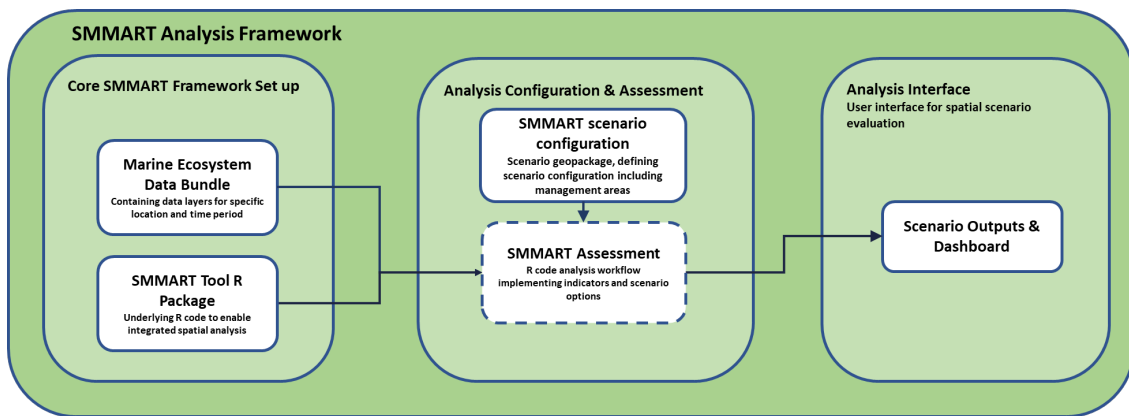 SMMART Analysis Framework
Core SMMART Framework Set up
Marine Ecosystem
Data Bundle
Containing data layers for specific
location and time period
SMMART Tool R
Package
Underlying R code to enable
integrated spatial analysis
Analysis Configuration & Assessment
SMMART scenario
configuration
Scenario geopackage, defining
scenario configuration including
management areas
SMMART Assessment
R code analysis workflow
implementing indicators and scenario
options
Analysis Interface
User interface for spatial scenario
evaluation
Scenario Outputs &
Dashboard